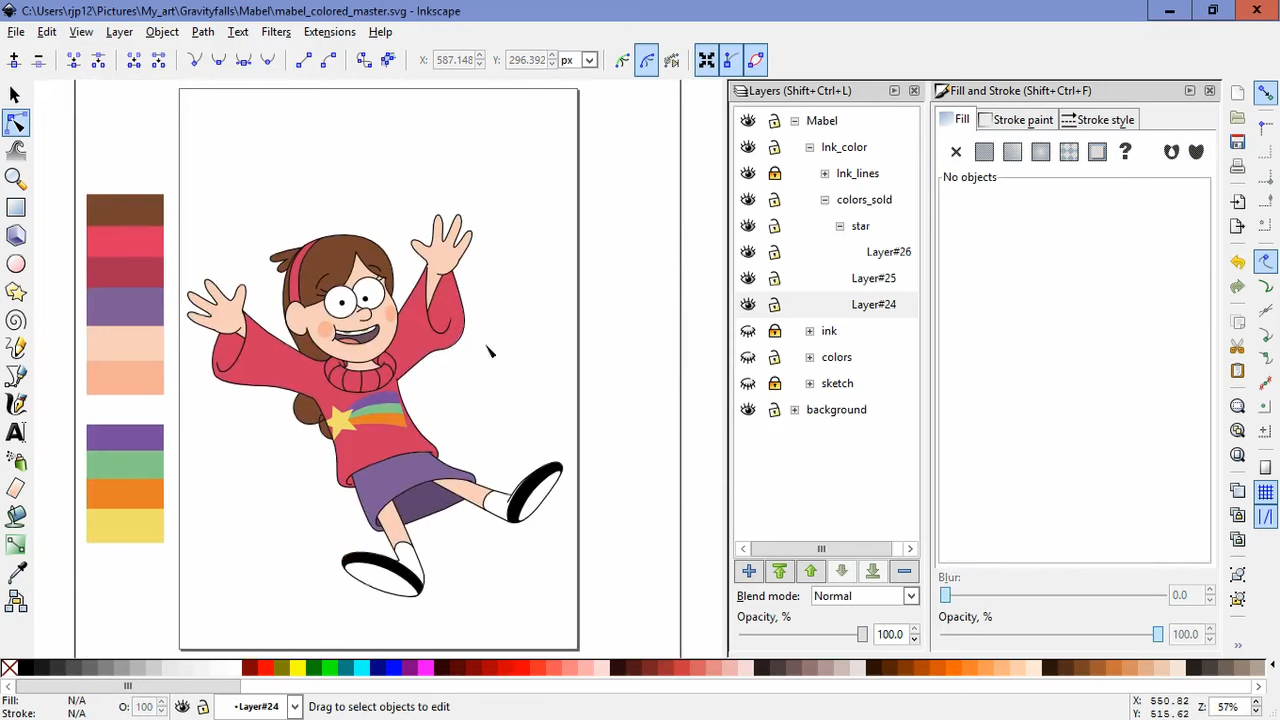 C:\Users\rjp12\Pictures\My_art\Gravityfalls\Mabel\mabel_colored_master.svg - Inkscape
File Edit View Layer Object Path Text Filters Extensions Help
X: 587.148 Y: 296.392 px
Layers (Shift+Ctrl+L)
Fill and Stroke (Shift+Ctrl+F)
Mabel
Fill Stroke paint Stroke style
Ink_color
Ink_lines
No objects
colors_sold
star
Layer#26
Layer#25
Layer#24
ink
colors
sketch
background
Blur:
Blend mode: Normal 0.0
Opacity, % Opacity, %
100.0 100.0
Fill: N/A O: 100 •Layer#24 Drag to select objects to edit X: 550.82 Z: 57%
Stroke: N/A Y: 515.62